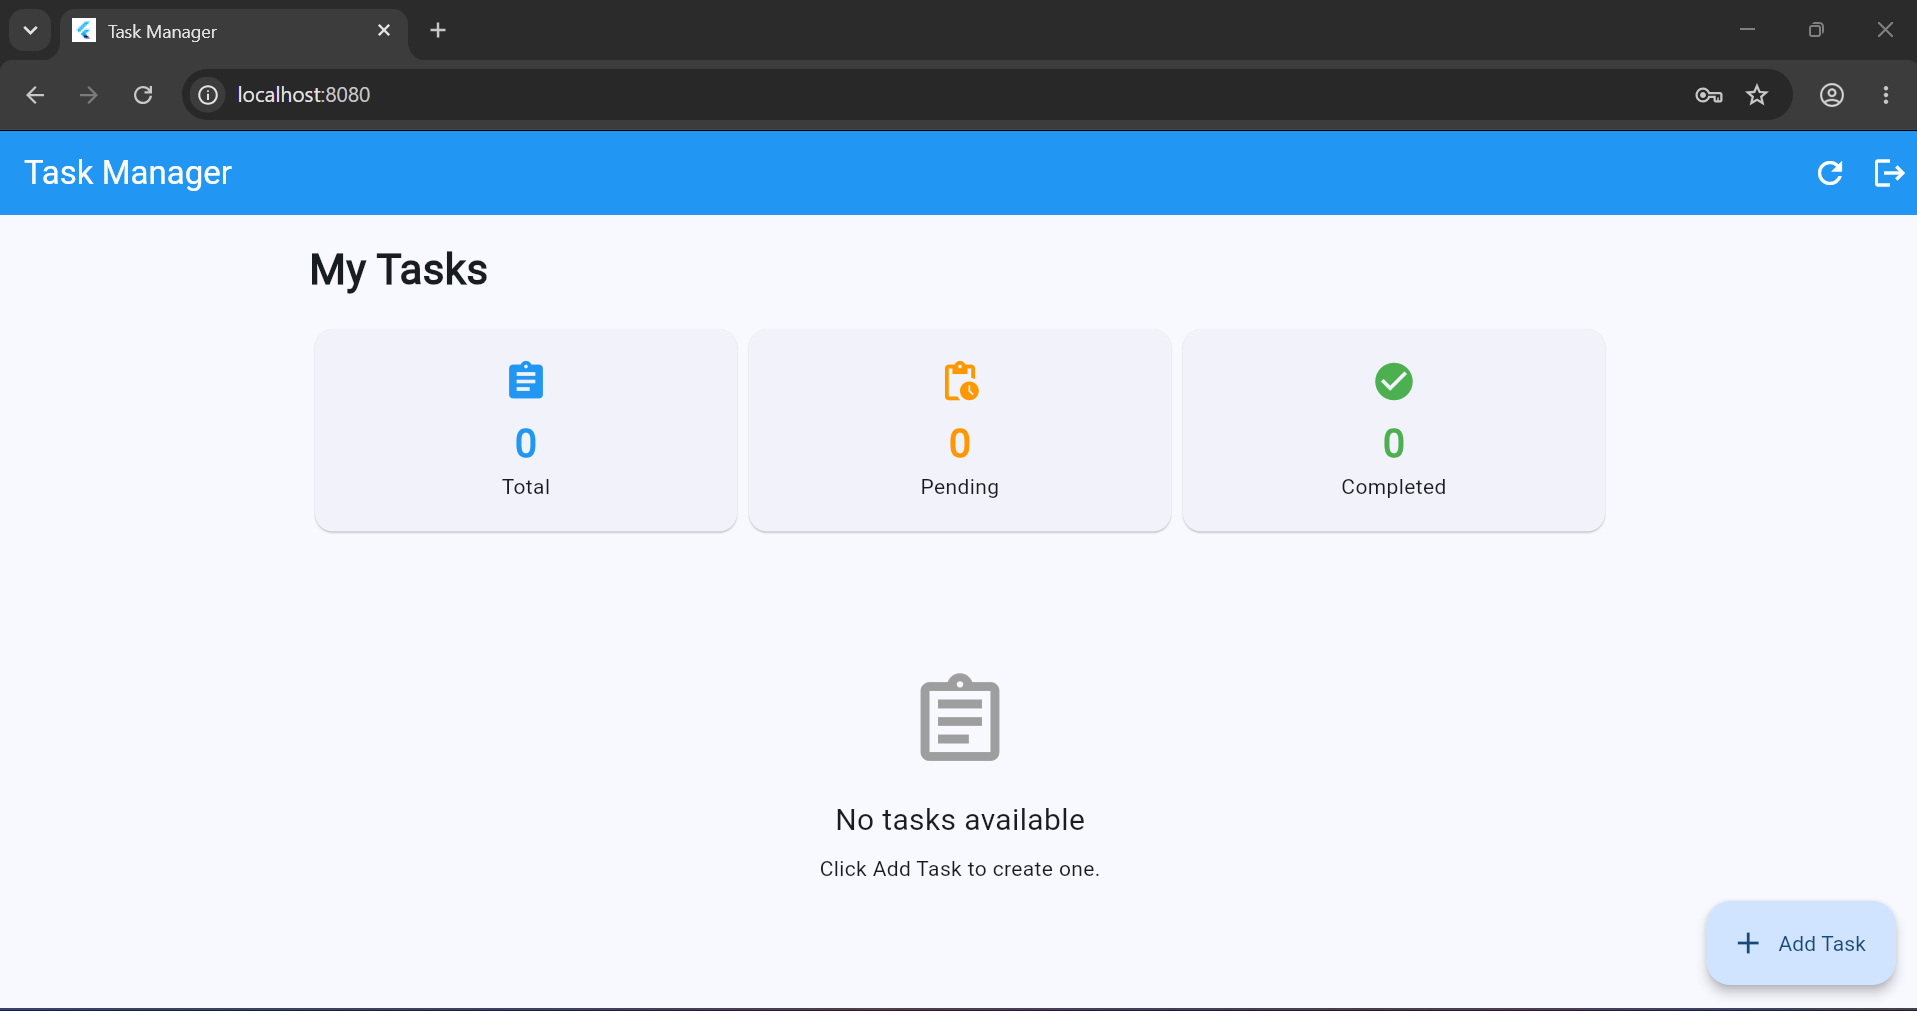 Task Manager
localhost:8080
Task Manager
My Tasks
0
Total
0
Pending
0
Completed
No tasks available
Click Add Task to create one.
Add Task